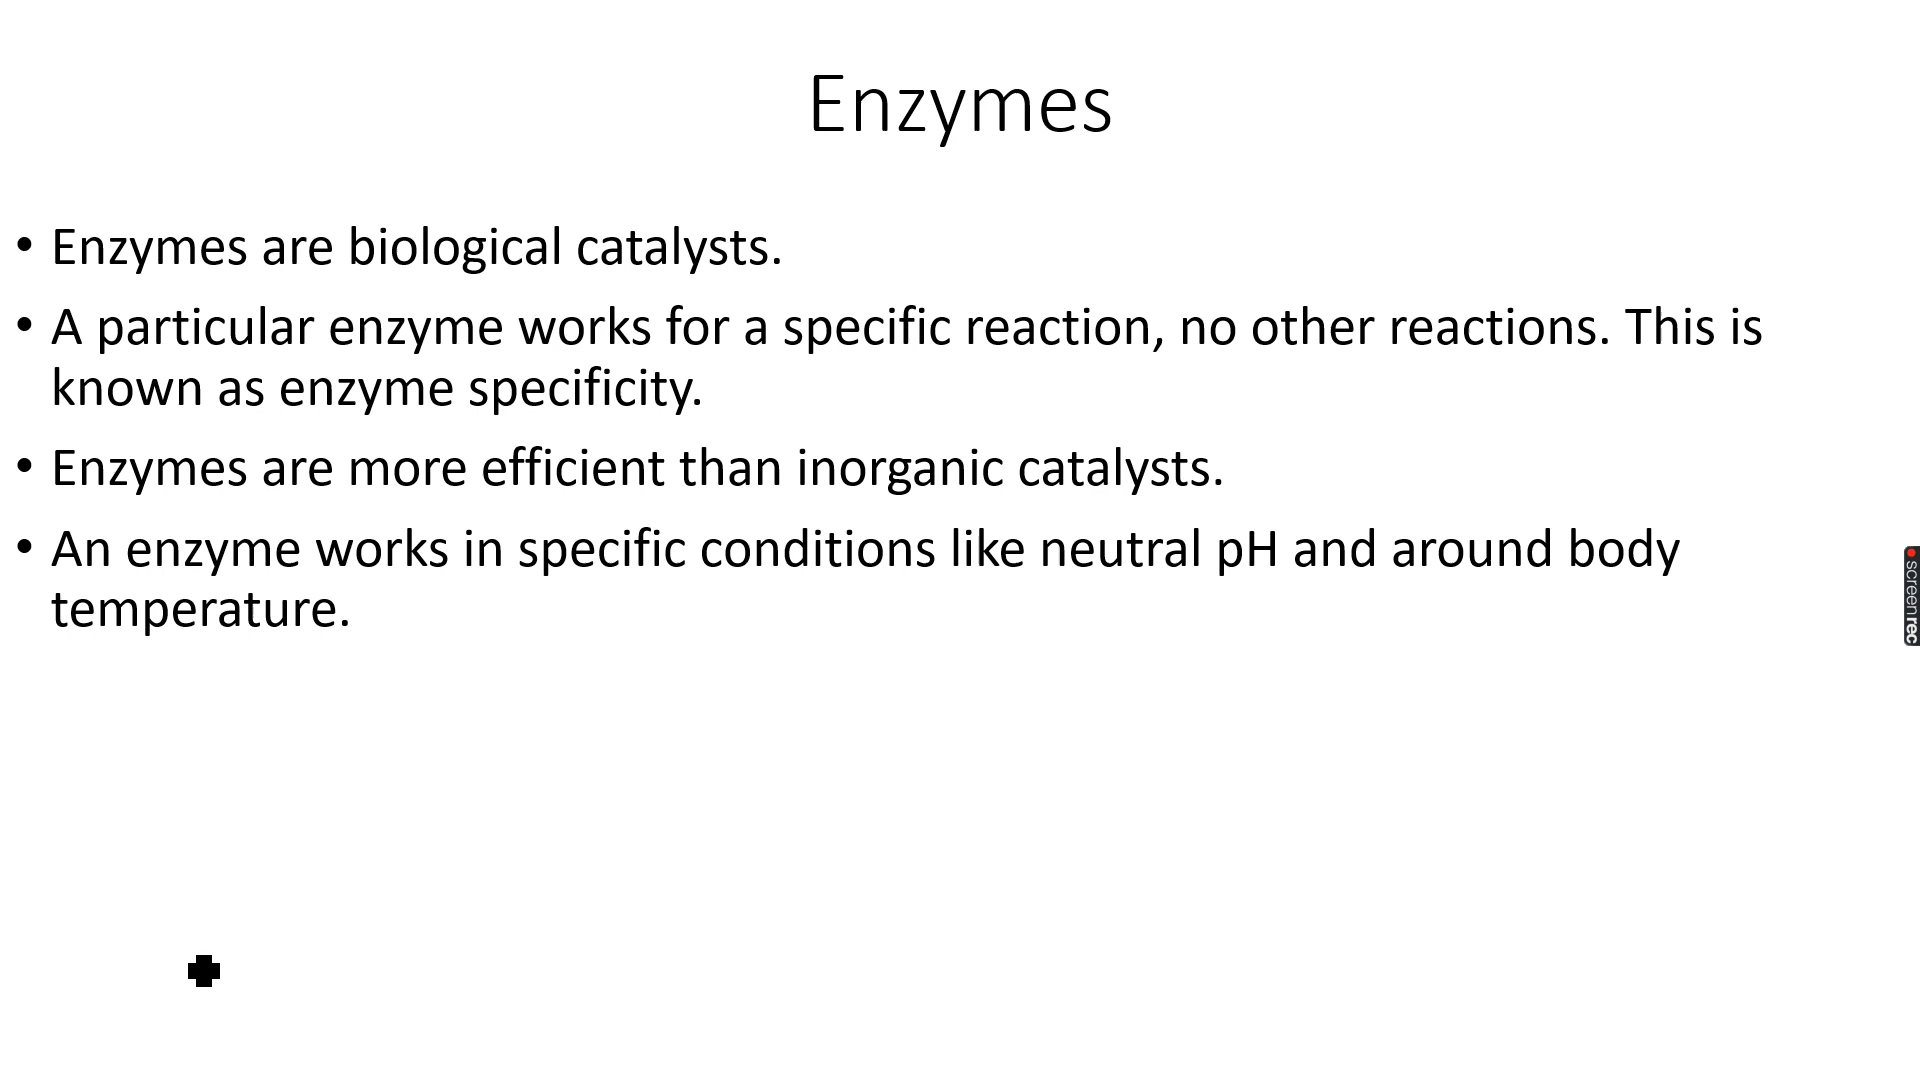 Enzymes
• Enzymes are biological catalysts.
• A particular enzyme works for a specific reaction, no other reactions. This is
known as enzyme specificity.
• Enzymes are more efficient than inorganic catalysts.
• An enzyme works in specific conditions like neutral pH and around body
temperature.
screenrec